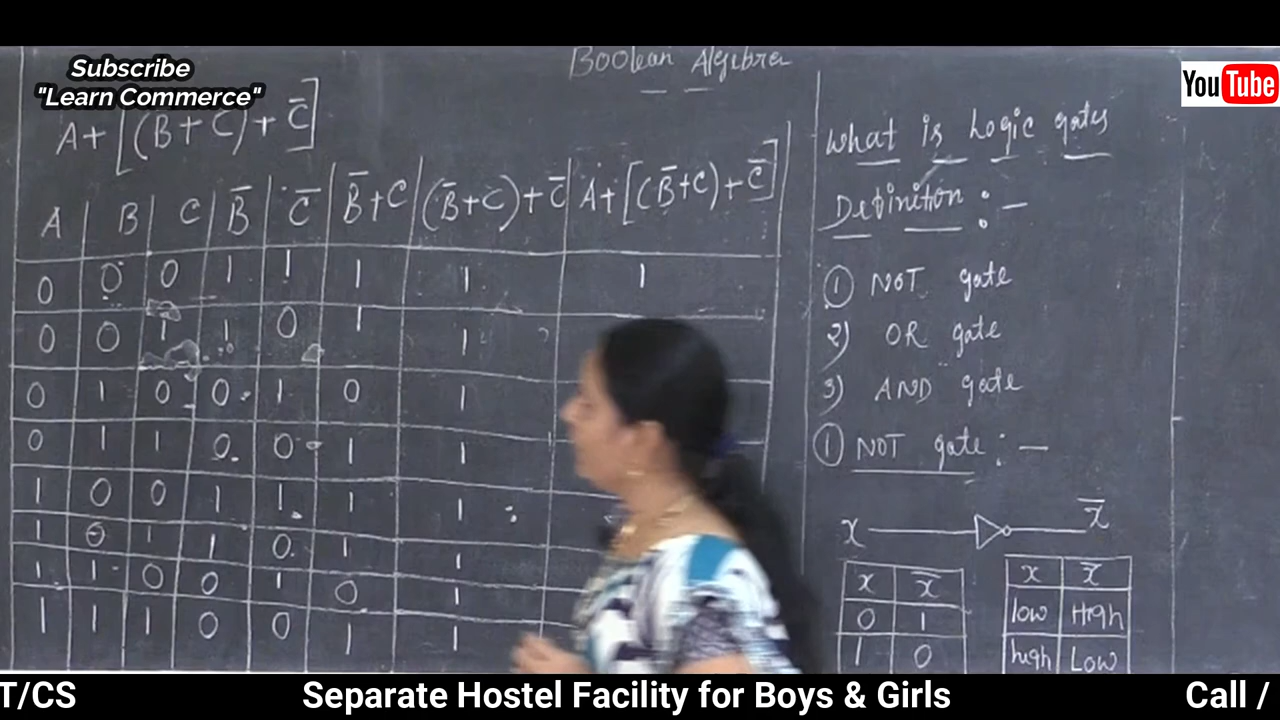 Subscribe
"Learn Commerce"
YouTube
Boolean Algebra
A+[(B̄+C)+C̄]
A B C B̄ C̄ B̄+C (B̄+C)+C̄ A+[(B̄+C)+C̄]
0 0 0 1 1 1 1 1
0 0 1 1 0 1 1
0 1 0 0 1 0 1
0 1 1 0 0 1 1
1 0 0 1 1 1 1
1 0 1 1 0 1 1
1 1 0 0 1 0 1
1 1 1 0 0 1 1
What is Logic gates
Definition :-
① NOT gate
2) OR gate
3) AND gate
① NOT gate :-
x x̄
x x̄
0 1
1 0
x x̄
low High
high Low
T/CS Separate Hostel Facility for Boys & Girls Call /